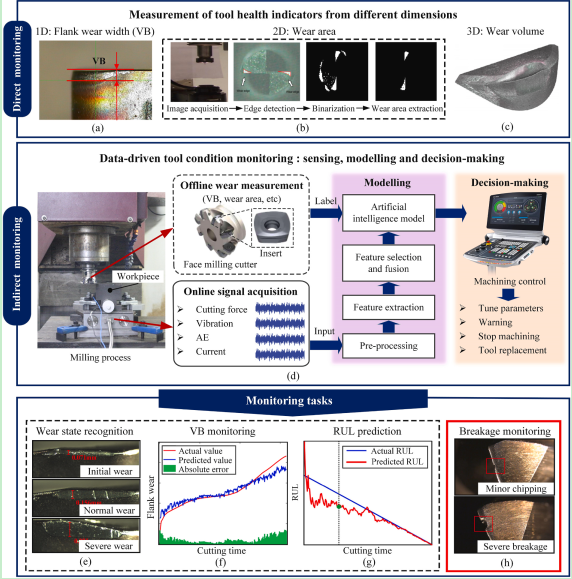 Measurement of tool health indicators from different dimensions
Direct monitoring
1D: Flank wear width (VB)
VB
(a)
2D: Wear area
Image acquisition
Edge detection
Binarization
Wear area extraction
(b)
3D: Wear volume
(c)
Indirect monitoring
Data-driven tool condition monitoring : sensing, modelling and decision-making
Workpiece
Milling process
Offline wear measurement
(VB, wear area, etc)
Insert
Face milling cutter
Online signal acquisition
Cutting force
Vibration
AE
Current
Label
Input
Modelling
Artificial
intelligence model
Feature selection
and fusion
Feature extraction
Pre-processing
Decision-making
Machining control
Tune parameters
Warning
Stop machining
Tool replacement
(d)
Monitoring tasks
Wear state recognition
Initial wear
Normal wear
Severe wear
(e)
VB monitoring
Actual value
Predicted value
Absolute error
Flank wear
Cutting time
(f)
RUL prediction
Actual RUL
Predicted RUL
RUL
Cutting time
(g)
Breakage monitoring
Minor chipping
Severe breakage
(h)